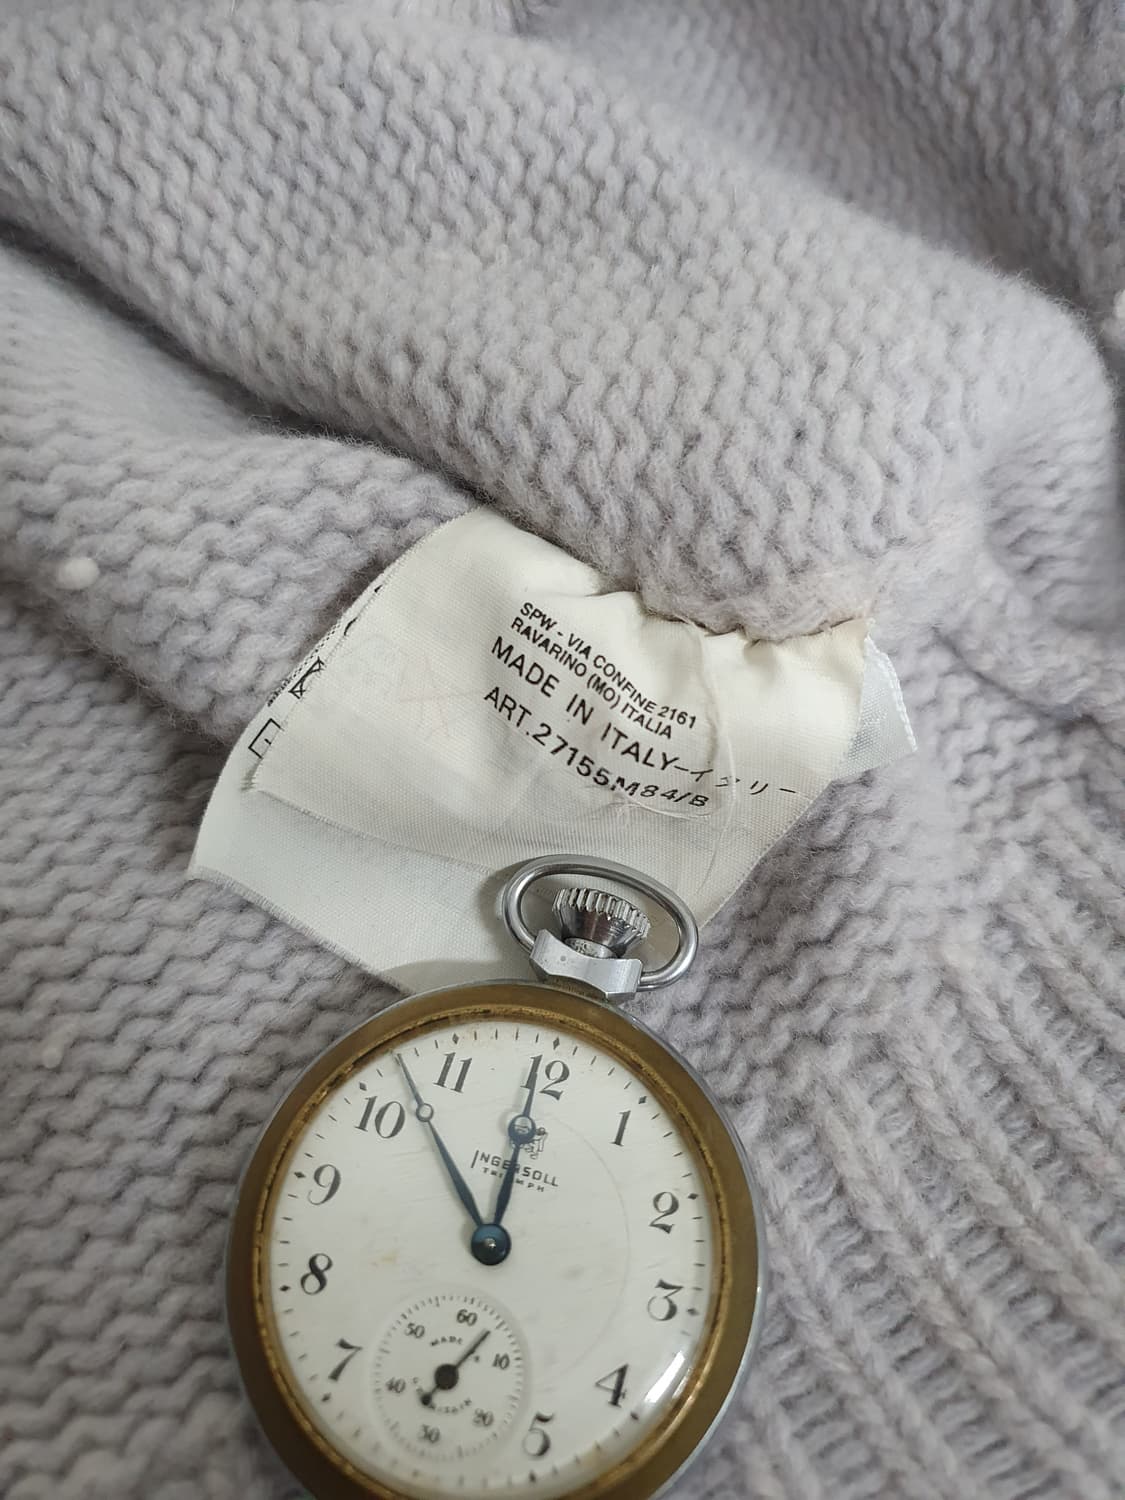 SPW - VIA CONFINE 2161
RAVARINO (MO) ITALIA
MADE IN ITALY-イタリー
ART.27155M84/B
11 12 1
10 2
9 3
8 4
7 5
INGERSOLL
TRIUMPH
60
50 10
40 20
30